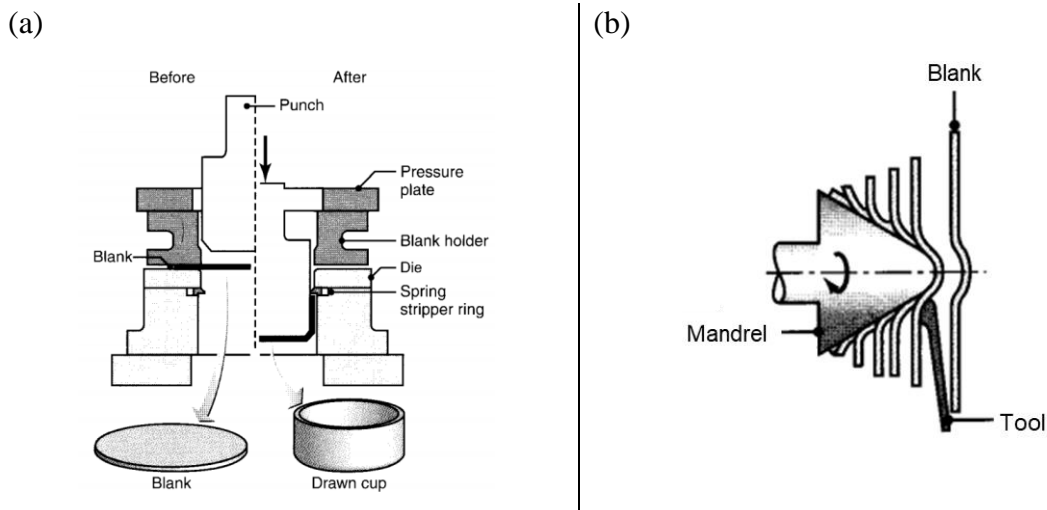 (a)
Before
After
Punch
Pressure
plate
Blank holder
Blank
Die
Spring
stripper ring
Blank
Drawn cup
(b)
Blank
Mandrel
Tool